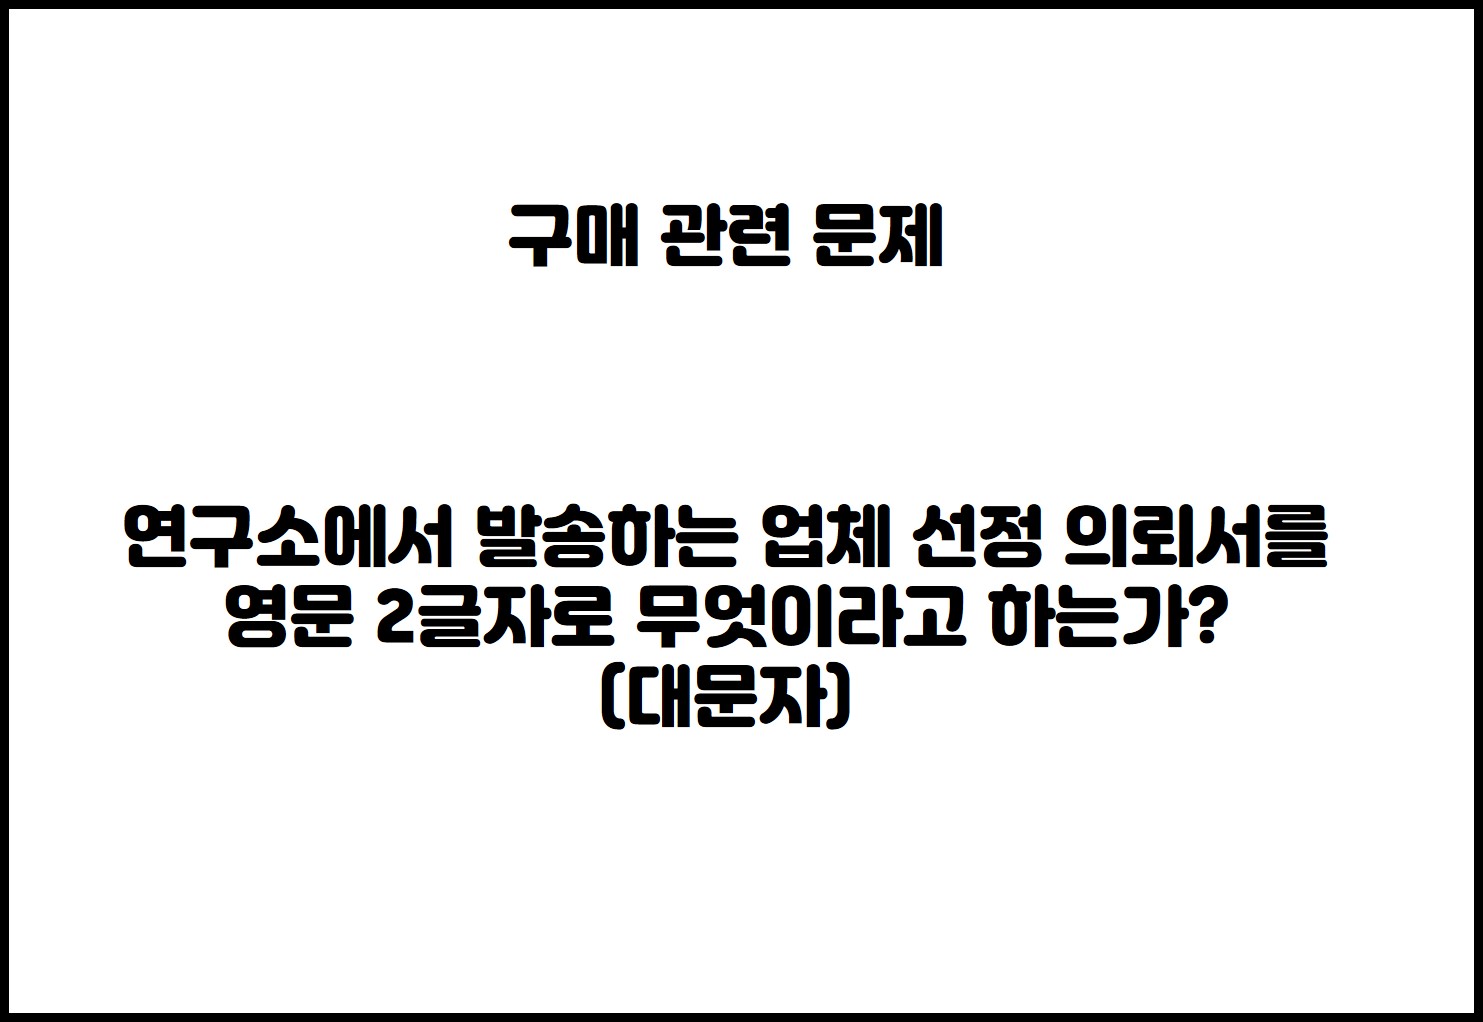 구매 관련 문제
연구소에서 발송하는 업체 선정 의뢰서를
영문 2글자로 무엇이라고 하는가?
(대문자)